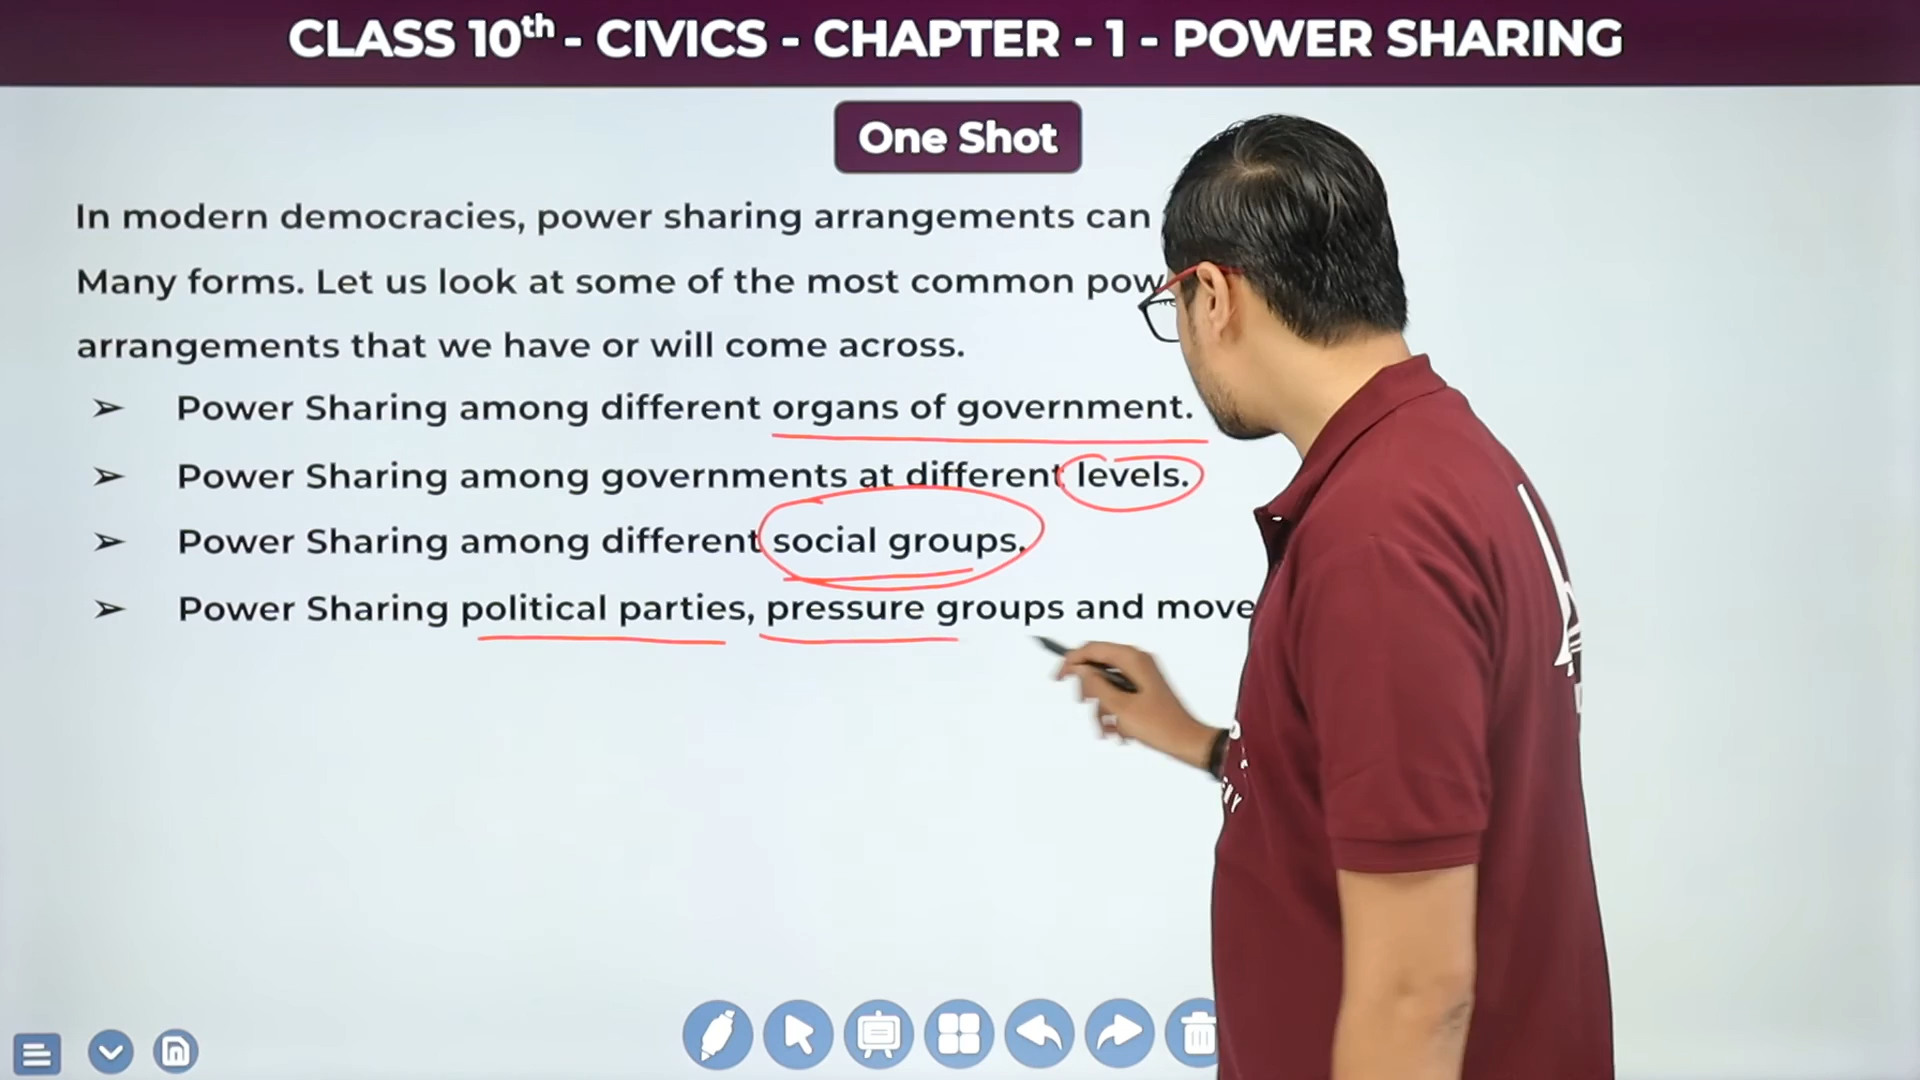 CLASS 10th - CIVICS - CHAPTER - 1 - POWER SHARING
One Shot
In modern democracies, power sharing arrangements can
Many forms. Let us look at some of the most common
arrangements that we have or will come across.
➢ Power Sharing among different organs of government.
➢ Power Sharing among governments at different levels.
➢ Power Sharing among different social groups.
➢ Power Sharing political parties, pressure groups and